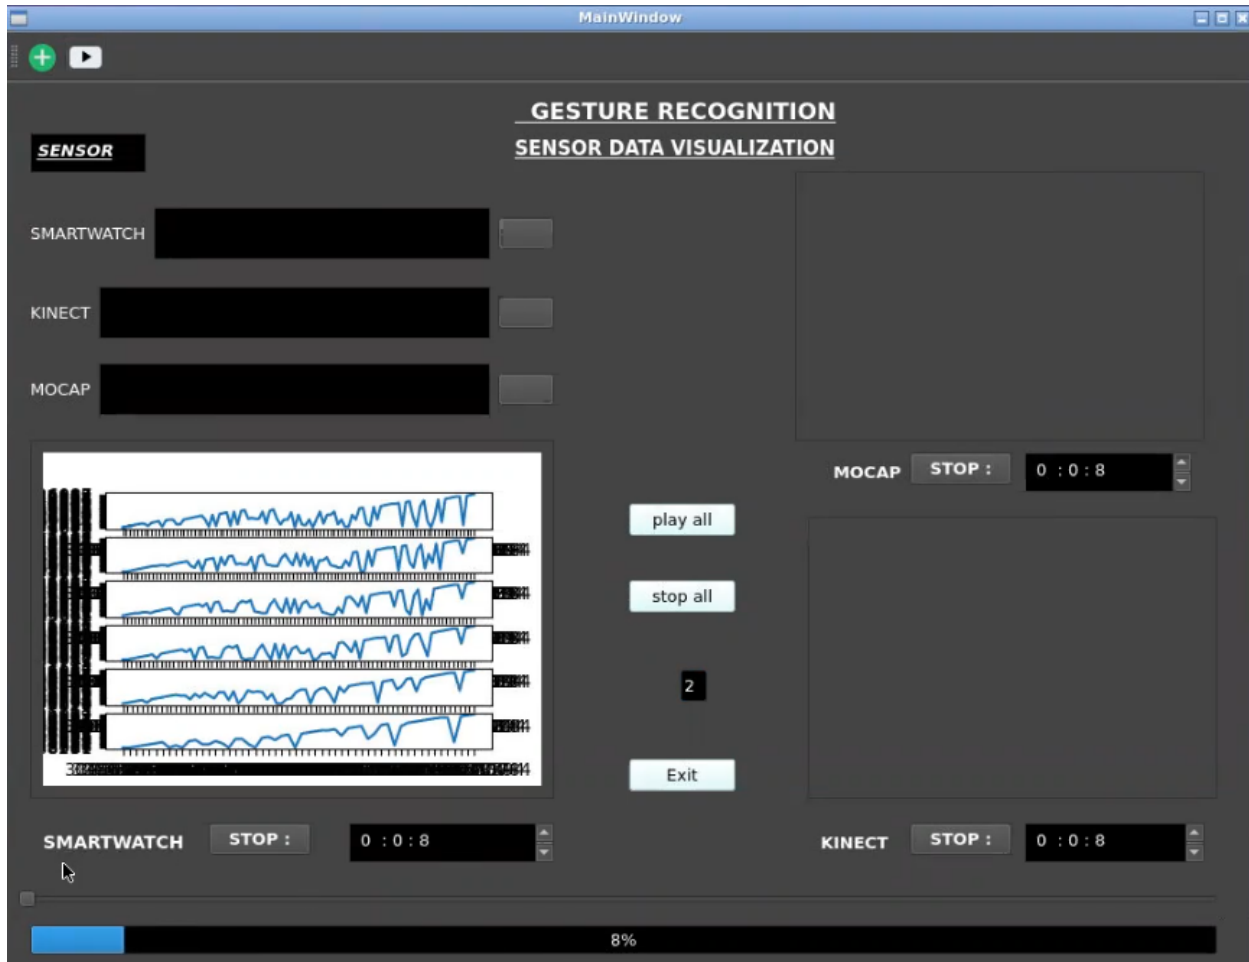 MainWindow
GESTURE RECOGNITION
SENSOR
SENSOR DATA VISUALIZATION
SMARTWATCH
KINECT
MOCAP
MOCAP STOP : 0 : 0 : 8
play all
stop all
2
Exit
SMARTWATCH STOP : 0 : 0 : 8
KINECT STOP : 0 : 0 : 8
8%